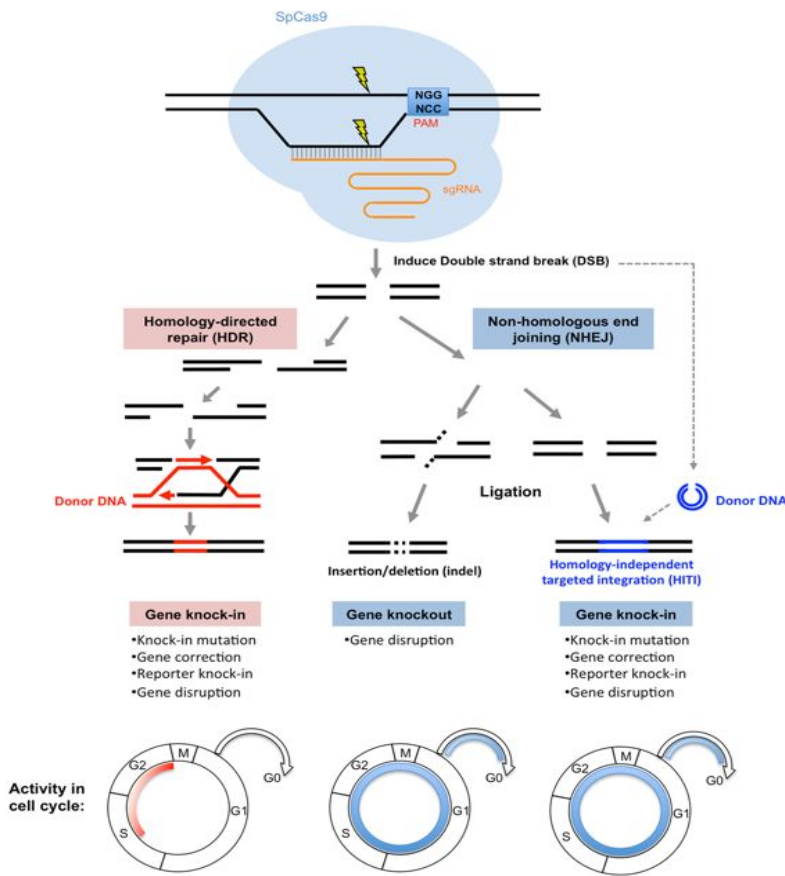 SpCas9
NGG
NCC
PAM
sgRNA
Induce Double strand break (DSB)
Homology-directed
repair (HDR)
Non-homologous end
joining (NHEJ)
Donor DNA
Ligation
Donor DNA
Insertion/deletion (indel)
Homology-independent
targeted integration (HITI)
Gene knock-in
•Knock-in mutation
•Gene correction
•Reporter knock-in
•Gene disruption
Gene knockout
•Gene disruption
Gene knock-in
•Knock-in mutation
•Gene correction
•Reporter knock-in
•Gene disruption
Activity in
cell cycle:
G2
M
G0
G1
S
G2
M
G0
G1
S
G2
M
G0
G1
S